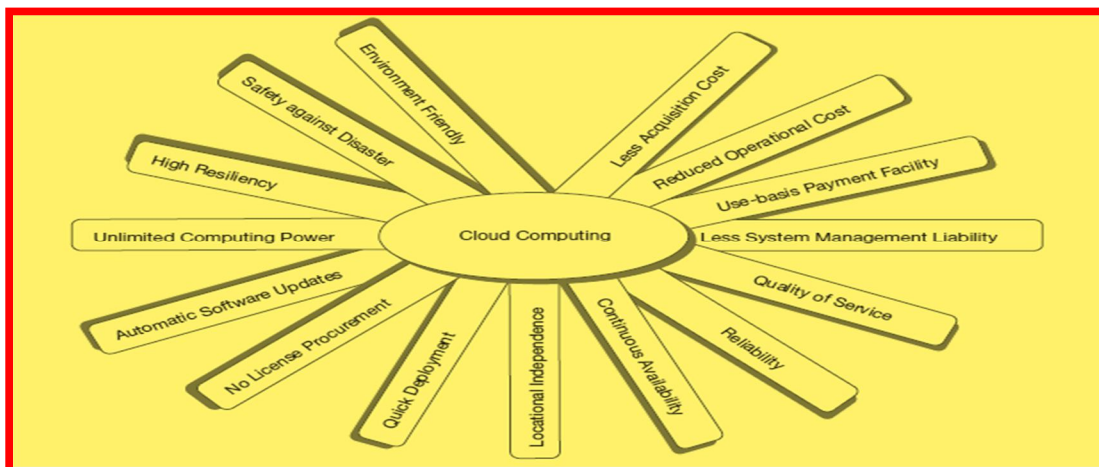 Environment Friendly
Less Acquisition Cost
Safety against Disaster
Reduced Operational Cost
High Resiliency
Use-basis Payment Facility
Unlimited Computing Power
Cloud Computing
Less System Management Liability
Automatic Software Updates
Quality of Service
No License Procurement
Reliability
Quick Deployment
Locational Independence
Continuous Availability